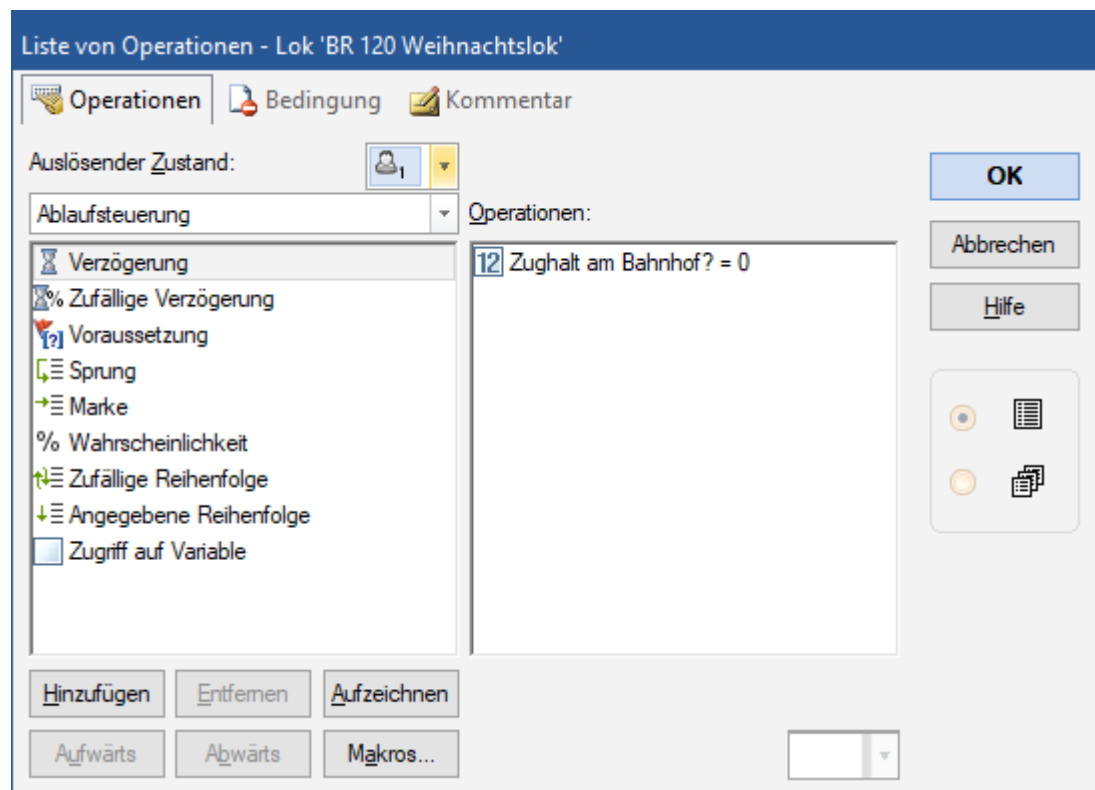 Liste von Operationen - Lok 'BR 120 Weihnachtslok'
Operationen Bedingung Kommentar
Auslösender Zustand: 1
Ablaufsteuerung
Operationen:
Verzögerung
% Zufällige Verzögerung
[?] Voraussetzung
Sprung
Marke
% Wahrscheinlichkeit
Zufällige Reihenfolge
Angegebene Reihenfolge
Zugriff auf Variable
12 Zughalt am Bahnhof? = 0
OK
Abbrechen
Hilfe
Hinzufügen Entfernen Aufzeichnen
Aufwärts Abwärts Makros...